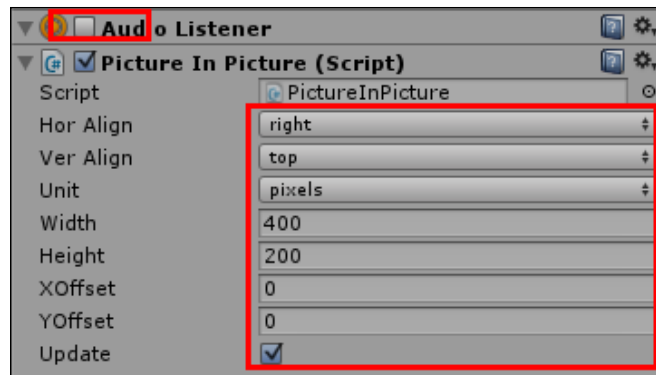 Audio Listener
Picture In Picture (Script)
Script PictureInPicture
Hor Align right
Ver Align top
Unit pixels
Width 400
Height 200
XOffset 0
YOffset 0
Update